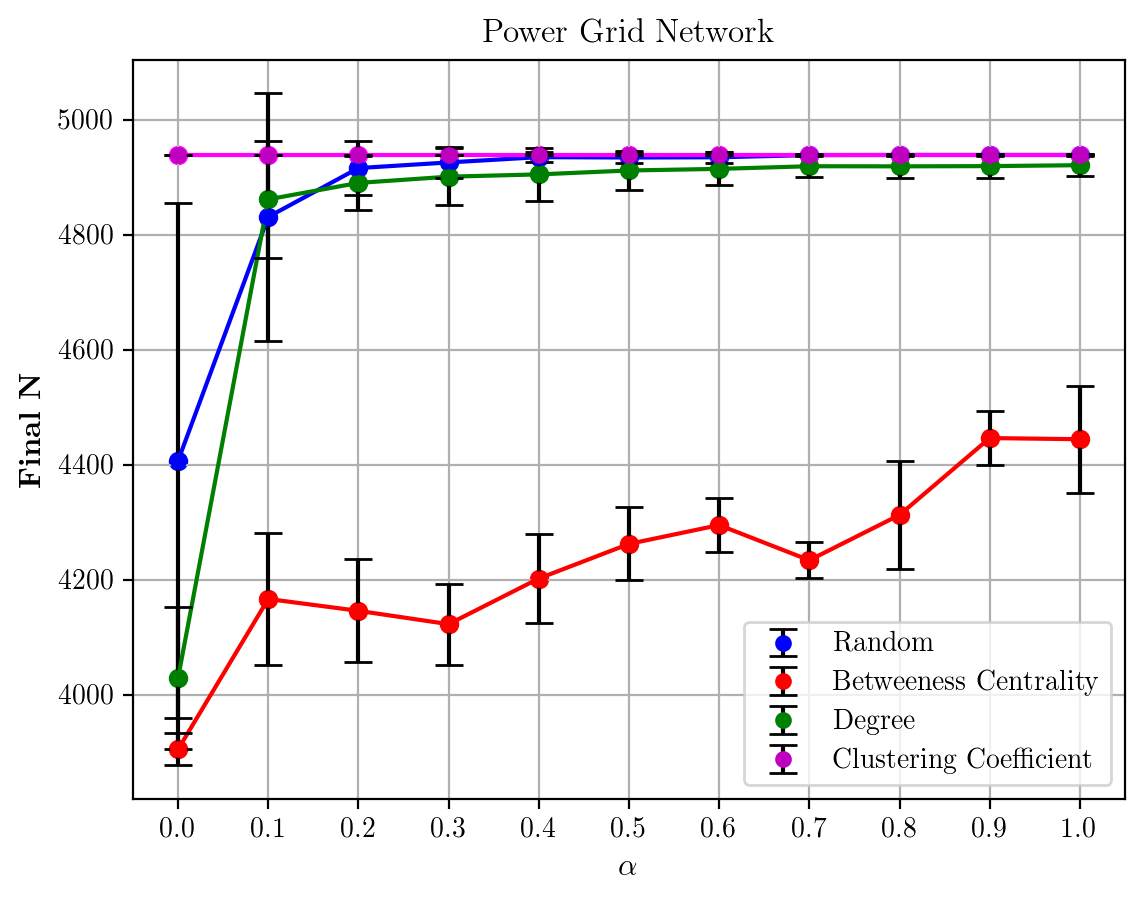 Power Grid Network
Final N
5000
4800
4600
4400
4200
4000
0.0 0.1 0.2 0.3 0.4 0.5 0.6 0.7 0.8 0.9 1.0
α
Random
Betweeness Centrality
Degree
Clustering Coefficient